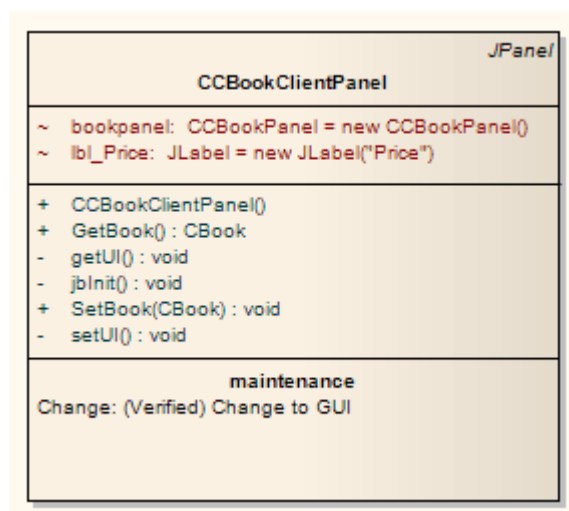 JPanel
CCBookClientPanel
~ bookpanel: CCBookPanel = new CCBookPanel()
~ lbl_Price: JLabel = new JLabel("Price")
+ CCBookClientPanel()
+ GetBook() : CBook
- getUI() : void
- jbInit() : void
+ SetBook(CBook) : void
- setUI() : void
maintenance
Change: (Verified) Change to GUI